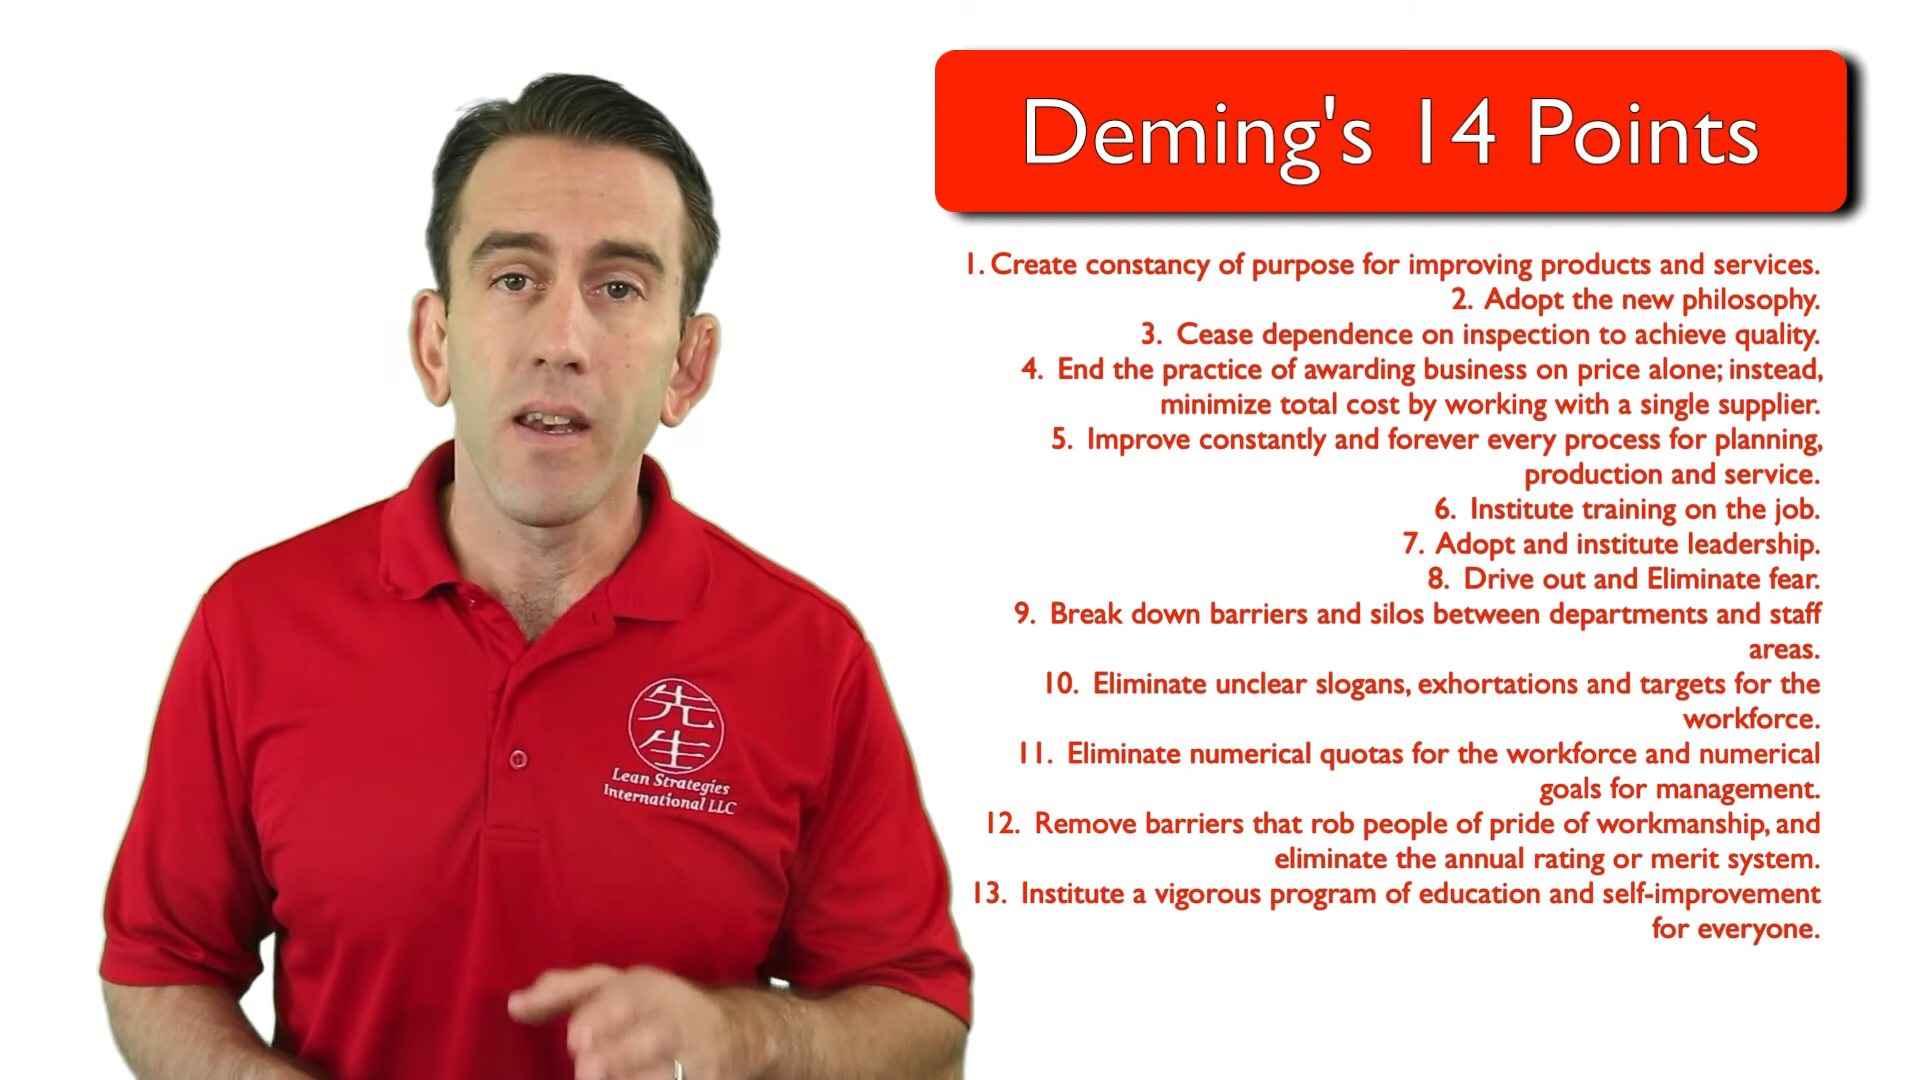 Deming's 14 Points
1. Create constancy of purpose for improving products and services.
2. Adopt the new philosophy.
3. Cease dependence on inspection to achieve quality.
4. End the practice of awarding business on price alone; instead,
minimize total cost by working with a single supplier.
5. Improve constantly and forever every process for planning,
production and service.
6. Institute training on the job.
7. Adopt and institute leadership.
8. Drive out and Eliminate fear.
9. Break down barriers and silos between departments and staff
areas.
10. Eliminate unclear slogans, exhortations and targets for the
workforce.
11. Eliminate numerical quotas for the workforce and numerical
goals for management.
12. Remove barriers that rob people of pride of workmanship, and
eliminate the annual rating or merit system.
13. Institute a vigorous program of education and self-improvement
for everyone.
先
生
Lean Strategies
International LLC